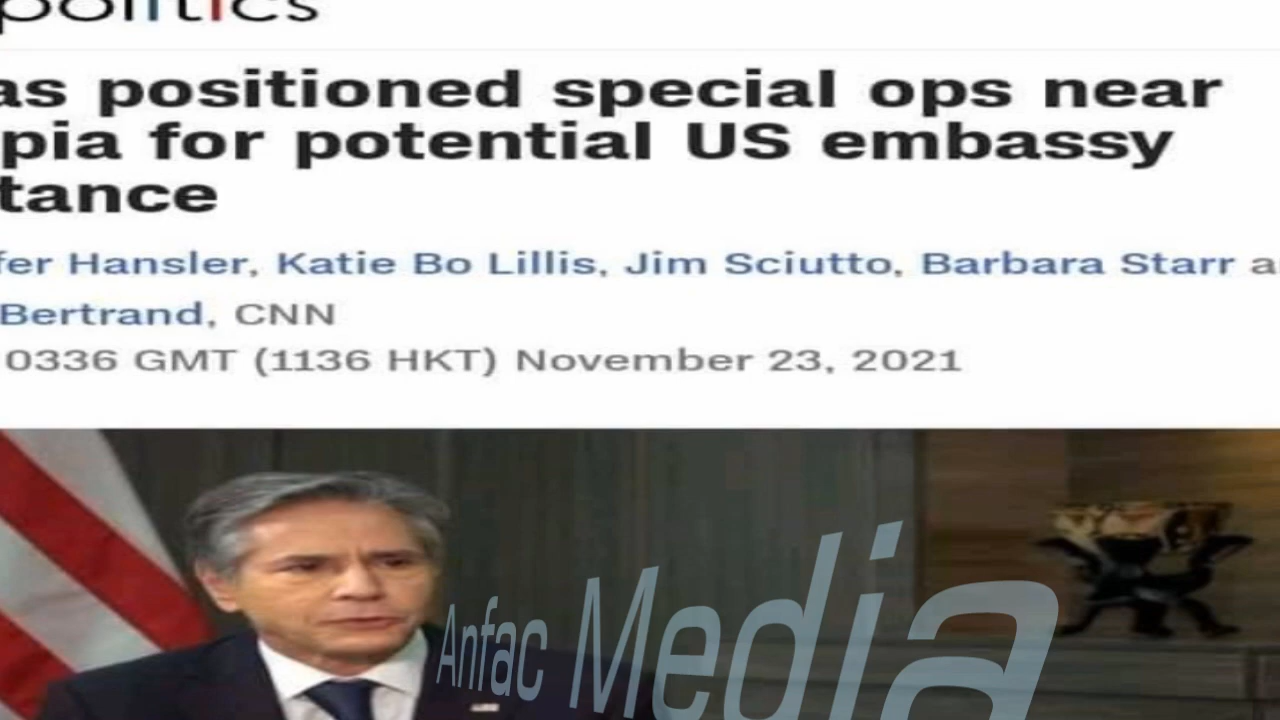 politics
as positioned special ops near
pia for potential US embassy
tance
fer Hansler, Katie Bo Lillis, Jim Sciutto, Barbara Starr a
Bertrand, CNN
0336 GMT (1136 HKT) November 23, 2021
Anfac Media